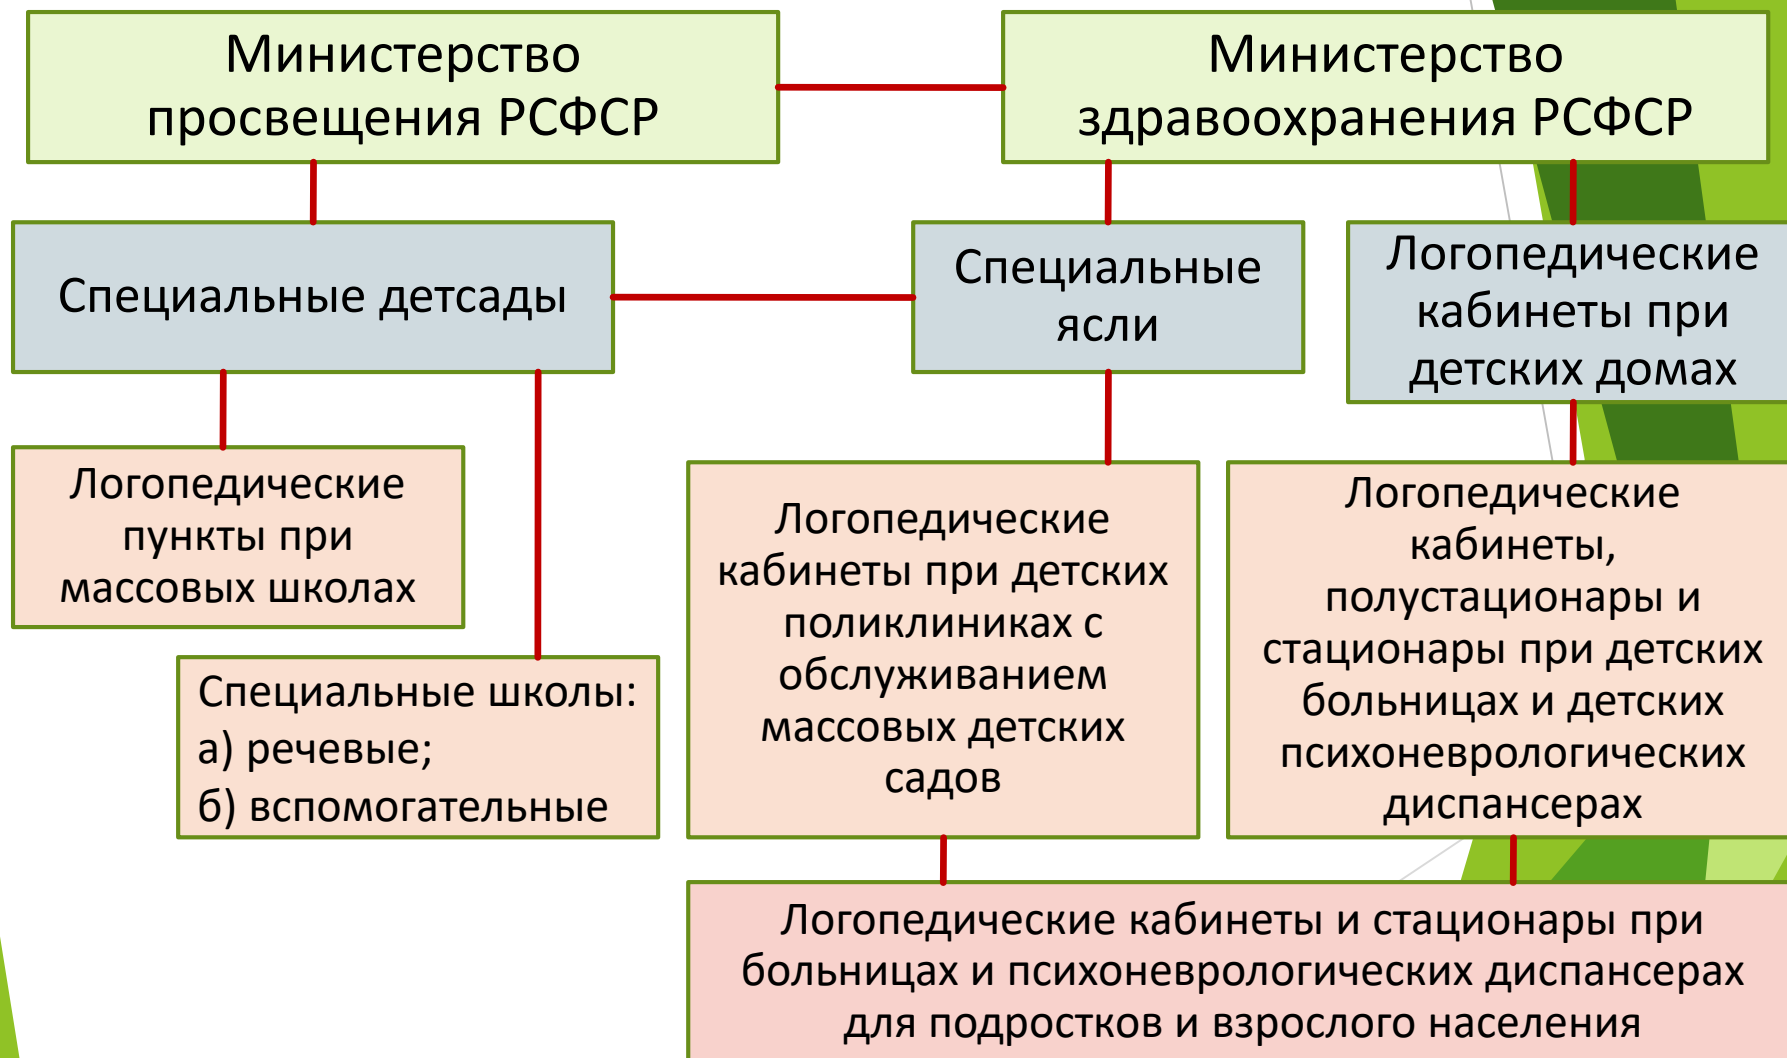 Министерство
просвещения РСФСР
Министерство
здравоохранения РСФСР
Специальные детсады
Специальные
ясли
Логопедические
кабинеты при
детских домах
Логопедические
пункты при
массовых школах
Специальные школы:
а) речевые;
б) вспомогательные
Логопедические
кабинеты при детских
поликлиниках с
обслуживанием
массовых детских
садов
Логопедические
кабинеты,
полустационары и
стационары при детских
больницах и детских
психоневрологических
диспансерах
Логопедические кабинеты и стационары при
больницах и психоневрологических диспансерах
для подростков и взрослого населения